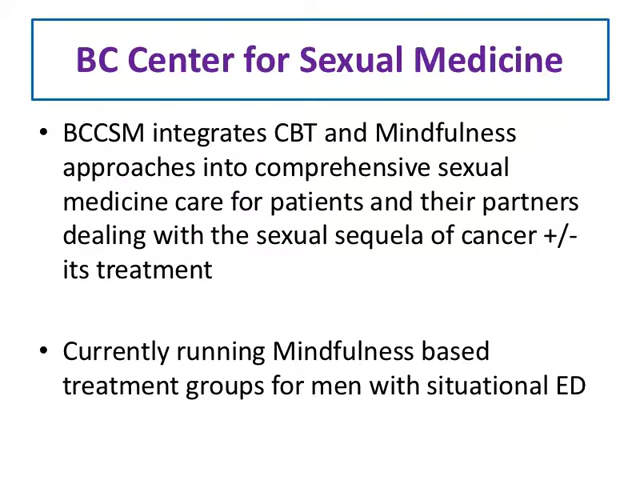 BC Center for Sexual Medicine
• BCCSM integrates CBT and Mindfulness
approaches into comprehensive sexual
medicine care for patients and their partners
dealing with the sexual sequela of cancer +/-
its treatment
• Currently running Mindfulness based
treatment groups for men with situational ED